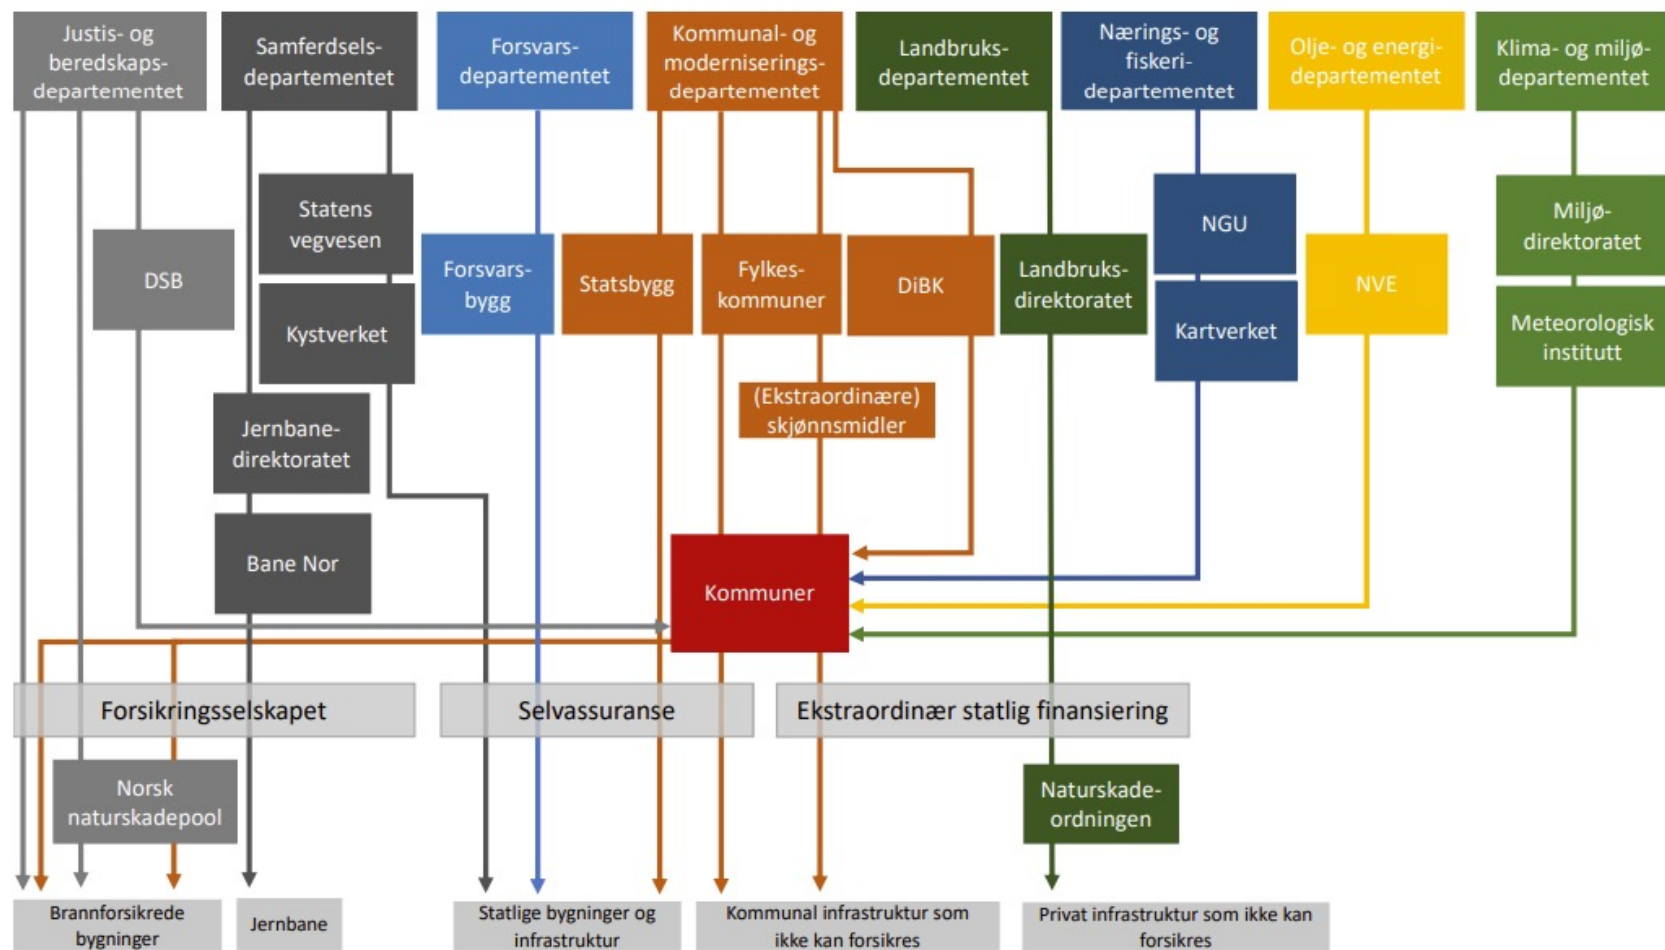 Justis- og
beredskaps-
departementet
Samferdsels-
departementet
Forsvars-
departementet
Kommunal- og
moderniserings-
departementet
Landbruks-
departementet
Nærings- og
fiskeri-
departementet
Olje- og energi-
departementet
Klima- og miljø-
departementet
DSB
Statens
vegvesen
Kystverket
Jernbane-
direktoratet
Bane Nor
Forsvars-
bygg
Statsbygg
Fylkes-
kommuner
DiBK
Landbruks-
direktoratet
NGU
Kartverket
NVE
Miljø-
direktoratet
Meteorologisk
institutt
(Ekstraordinære)
skjønnsmidler
Kommuner
Forsikringsselskapet
Selvassuranse
Ekstraordinær statlig finansiering
Norsk
naturskadepool
Naturskade-
ordningen
Brannforsikrede
bygninger
Jernbane
Statlige bygninger og
infrastruktur
Kommunal infrastruktur som
ikke kan forsikres
Privat infrastruktur som ikke kan
forsikres